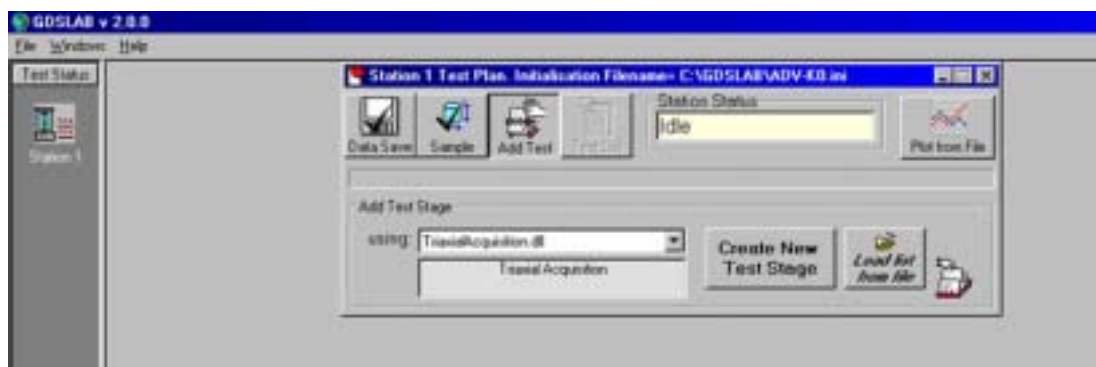 GDSLAB v 2.0.0
File Windows Help
Test Status
Station 1
Station 1 Test Plan. Initialisation Filename= C:\GDSLAB\ADV-K0.ini
Data Save
Sample
Add Test
Test List
Station Status
Idle
Plot from File
Add Test Stage
using: TriaxialAcquisition.dll
Triaxial Acquisition
Create New
Test Stage
Load list
from file